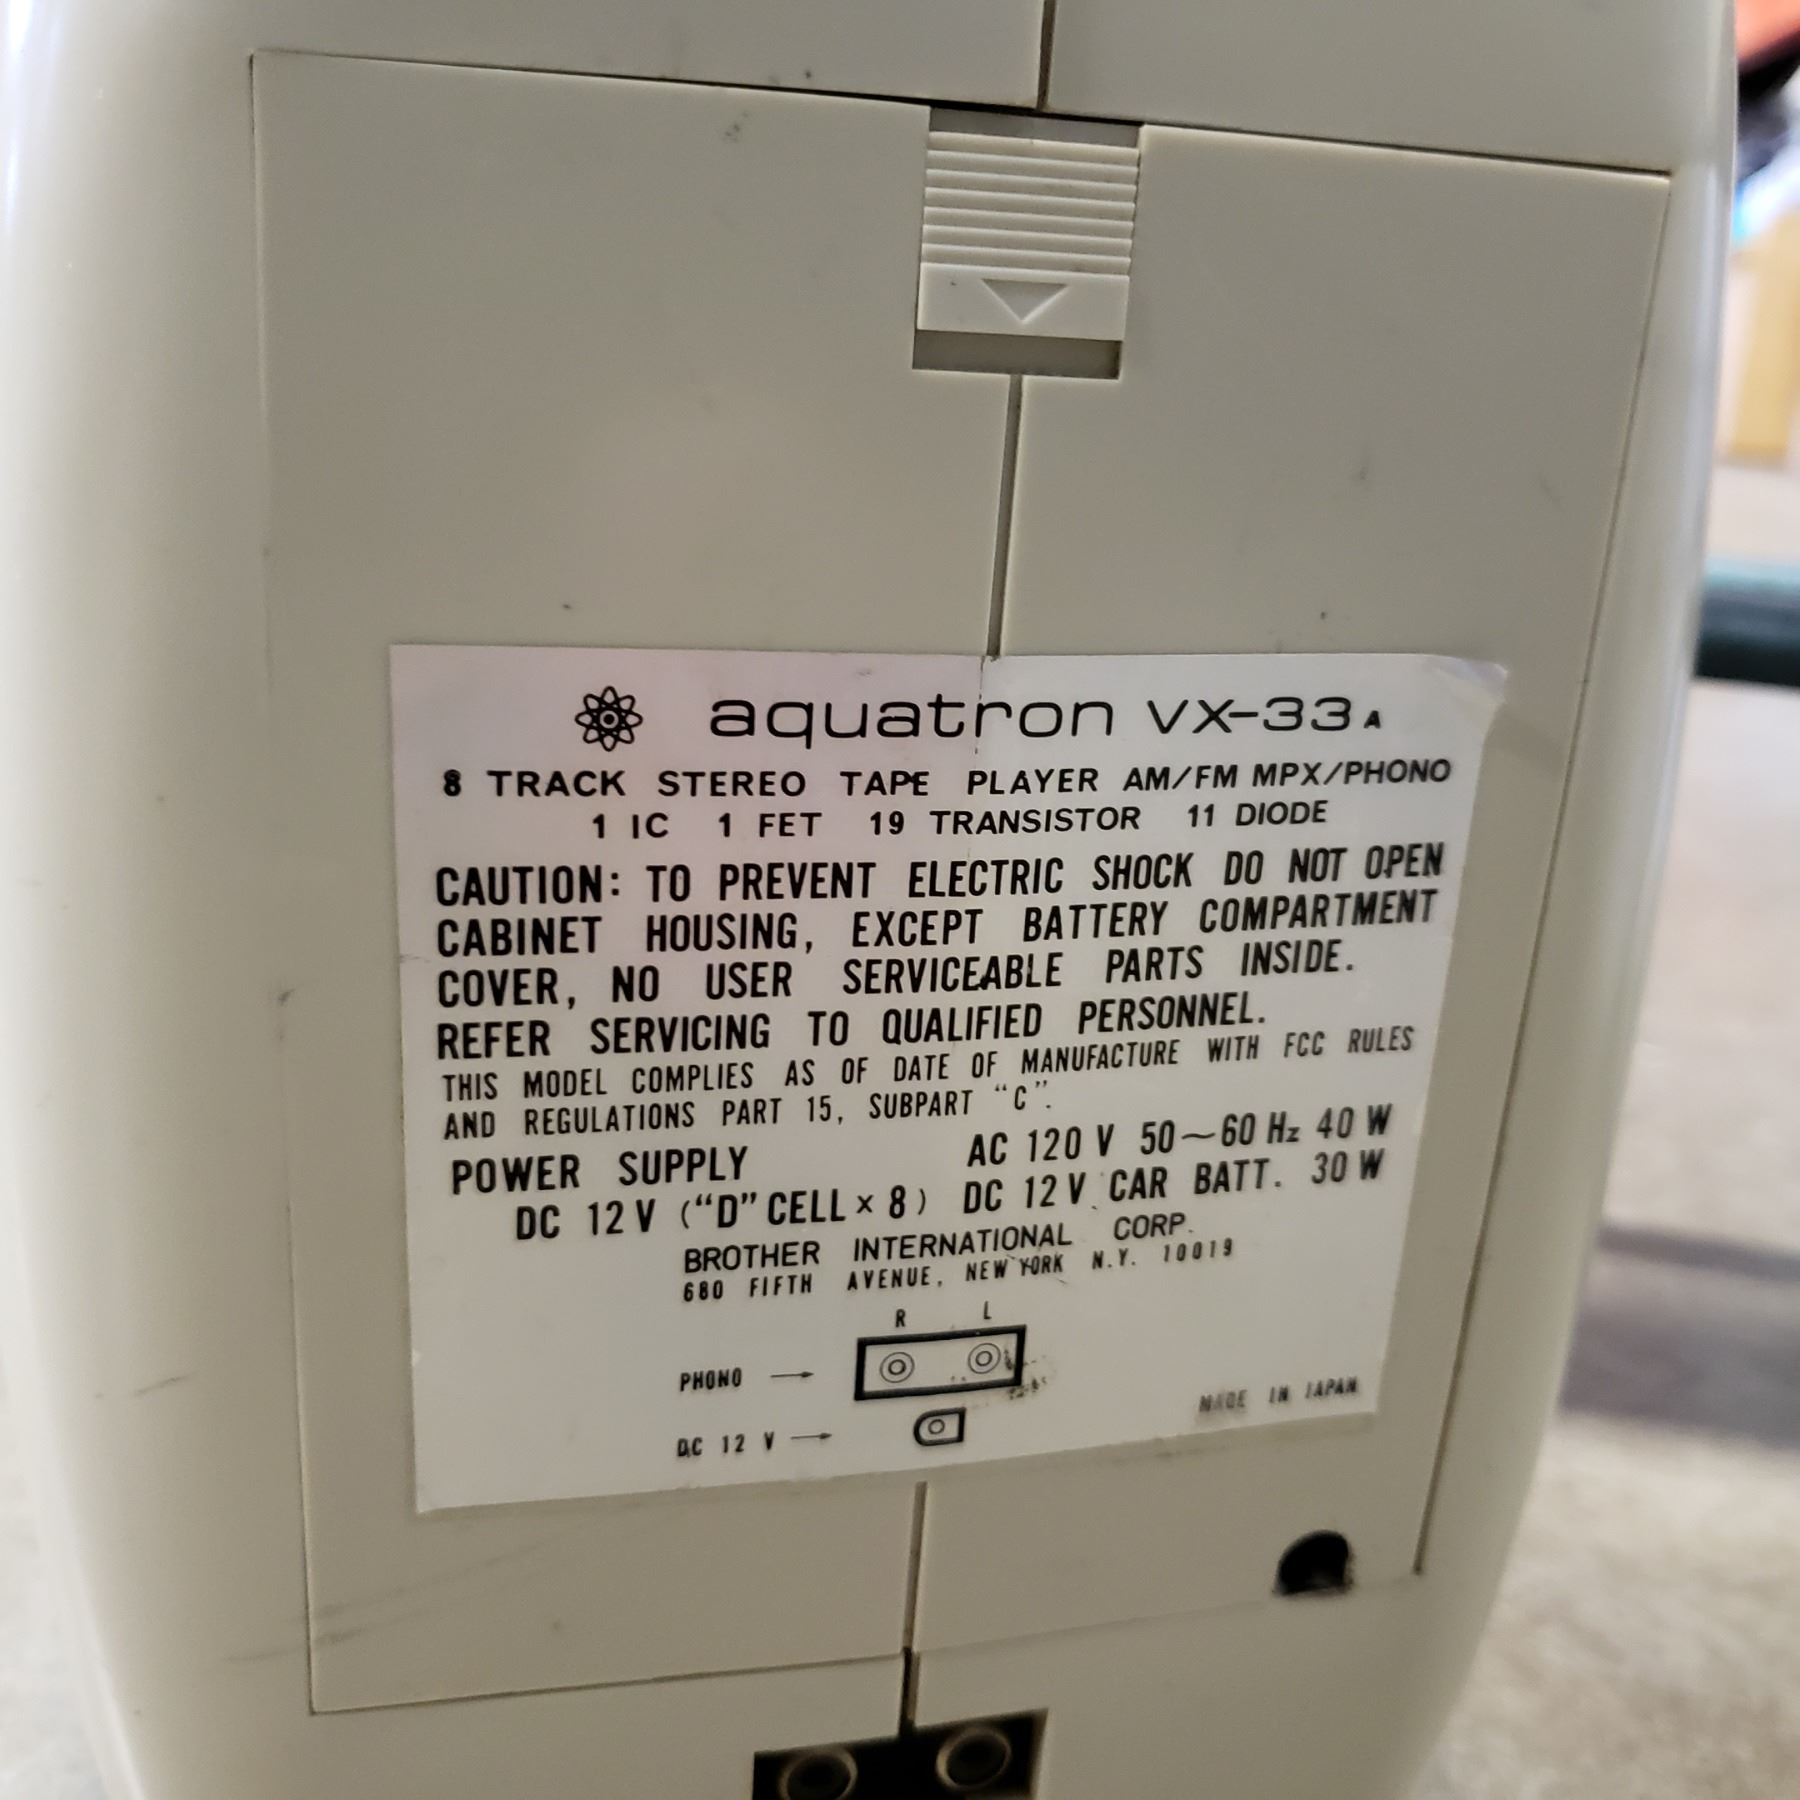 aquatron VX-33A
8 TRACK STEREO TAPE PLAYER AM/FM MPX/PHONO
1 IC 1 FET 19 TRANSISTOR 11 DIODE
CAUTION: TO PREVENT ELECTRIC SHOCK DO NOT OPEN
CABINET HOUSING, EXCEPT BATTERY COMPARTMENT
COVER, NO USER SERVICEABLE PARTS INSIDE.
REFER SERVICING TO QUALIFIED PERSONNEL.
THIS MODEL COMPLIES AS OF DATE OF MANUFACTURE WITH FCC RULES
AND REGULATIONS PART 15, SUBPART “C”.
POWER SUPPLY AC 120 V 50~60 Hz 40 W
DC 12 V (“D” CELL × 8) DC 12 V CAR BATT. 30 W
BROTHER INTERNATIONAL CORP.
680 FIFTH AVENUE, NEW YORK N.Y. 10019
R L
PHONO →
MADE IN JAPAN
DC 12 V →